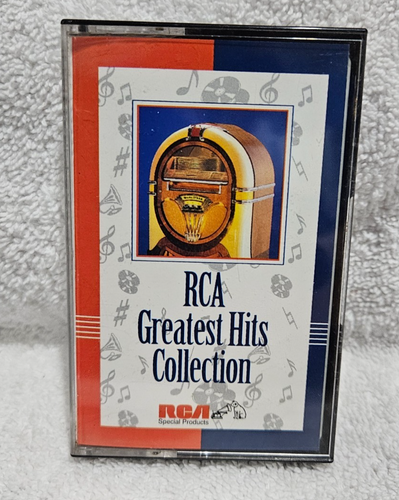 RCA
Greatest Hits
Collection
RCA
Special Products